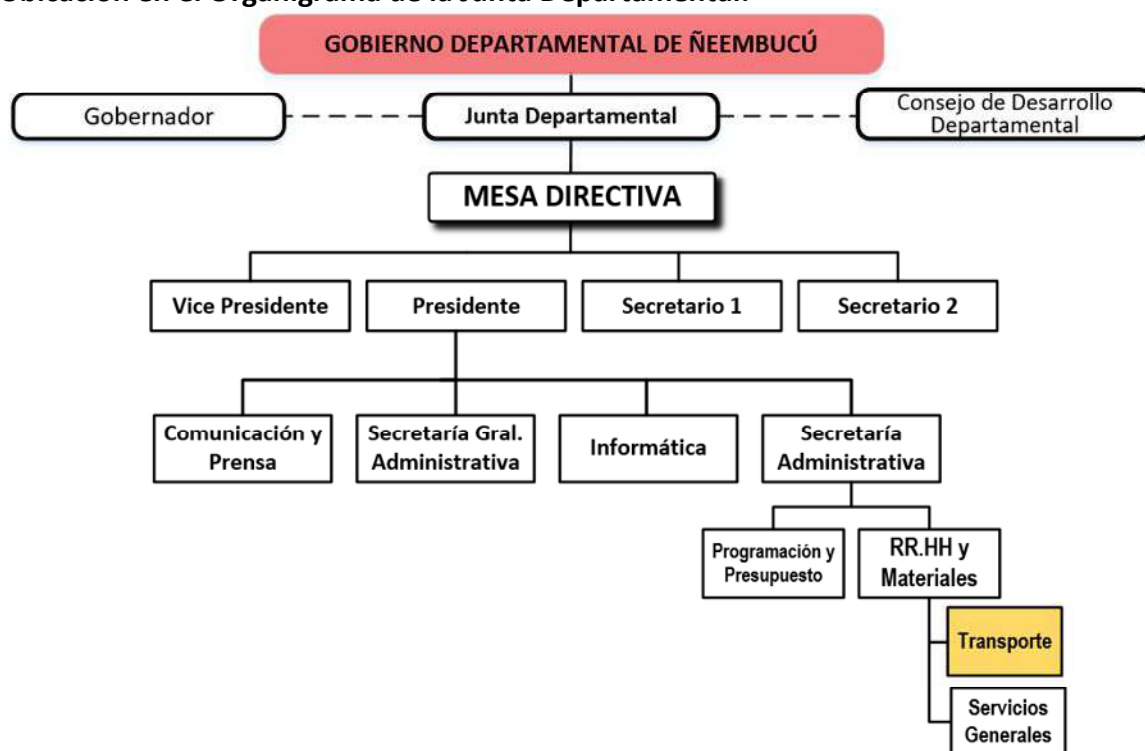 GOBIERNO DEPARTAMENTAL DE ÑEEMBUCÚ
Gobernador
Junta Departamental
Consejo de Desarrollo
Departamental
MESA DIRECTIVA
Vice Presidente
Presidente
Secretario 1
Secretario 2
Comunicación y
Prensa
Secretaría Gral.
Administrativa
Informática
Secretaría
Administrativa
Programación y
Presupuesto
RR.HH y
Materiales
Transporte
Servicios
Generales